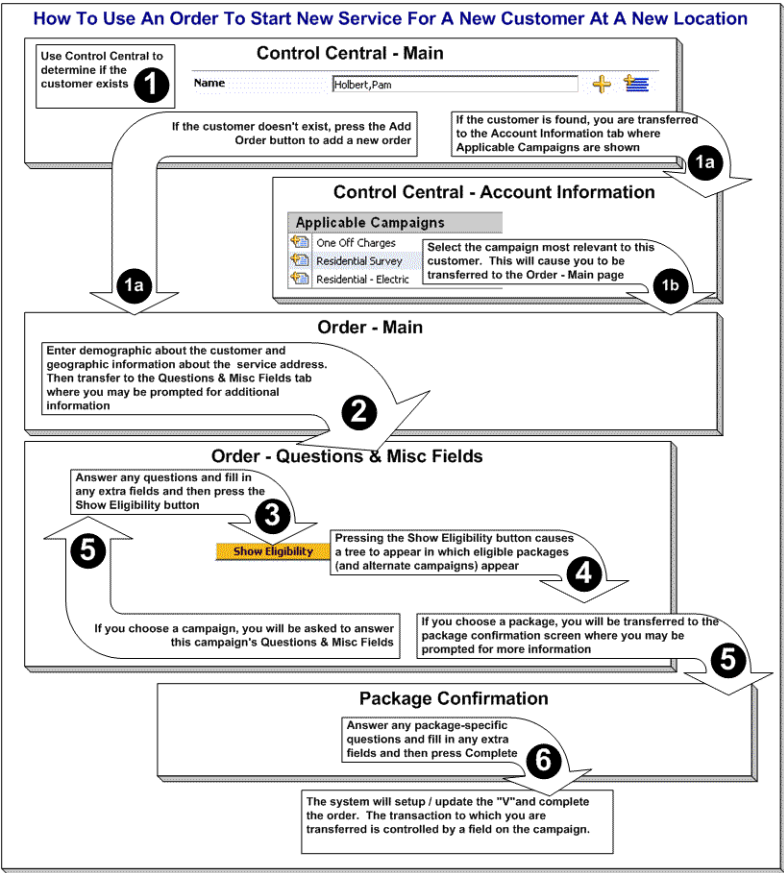 How To Use An Order To Start New Service For A New Customer At A New Location
Use Control Central to
determine if the
customer exists
1
Control Central - Main
Name
Holbert,Pam
If the customer doesn't exist, press the Add
Order button to add a new order
If the customer is found, you are transferred
to the Account Information tab where
Applicable Campaigns are shown
1a
Control Central - Account Information
Applicable Campaigns
One Off Charges
Residential Survey
Residential - Electric
Select the campaign most relevant to this
customer. This will cause you to be
transferred to the Order - Main page
1a
1b
Order - Main
Enter demographic about the customer and
geographic information about the service address.
Then transfer to the Questions & Misc Fields tab
where you may be prompted for additional
information
2
Order - Questions & Misc Fields
Answer any questions and fill in
any extra fields and then press the
Show Eligibility button
3
Show Eligibility
Pressing the Show Eligibility button causes
a tree to appear in which eligible packages
(and alternate campaigns) appear
4
5
If you choose a campaign, you will be asked to answer
this campaign's Questions & Misc Fields
If you choose a package, you will be transferred to the
package confirmation screen where you may be
prompted for more information
5
Package Confirmation
Answer any package-specific
questions and fill in any extra
fields and then press Complete
6
The system will setup / update the "V"and complete
the order. The transaction to which you are
transferred is controlled by a field on the campaign.